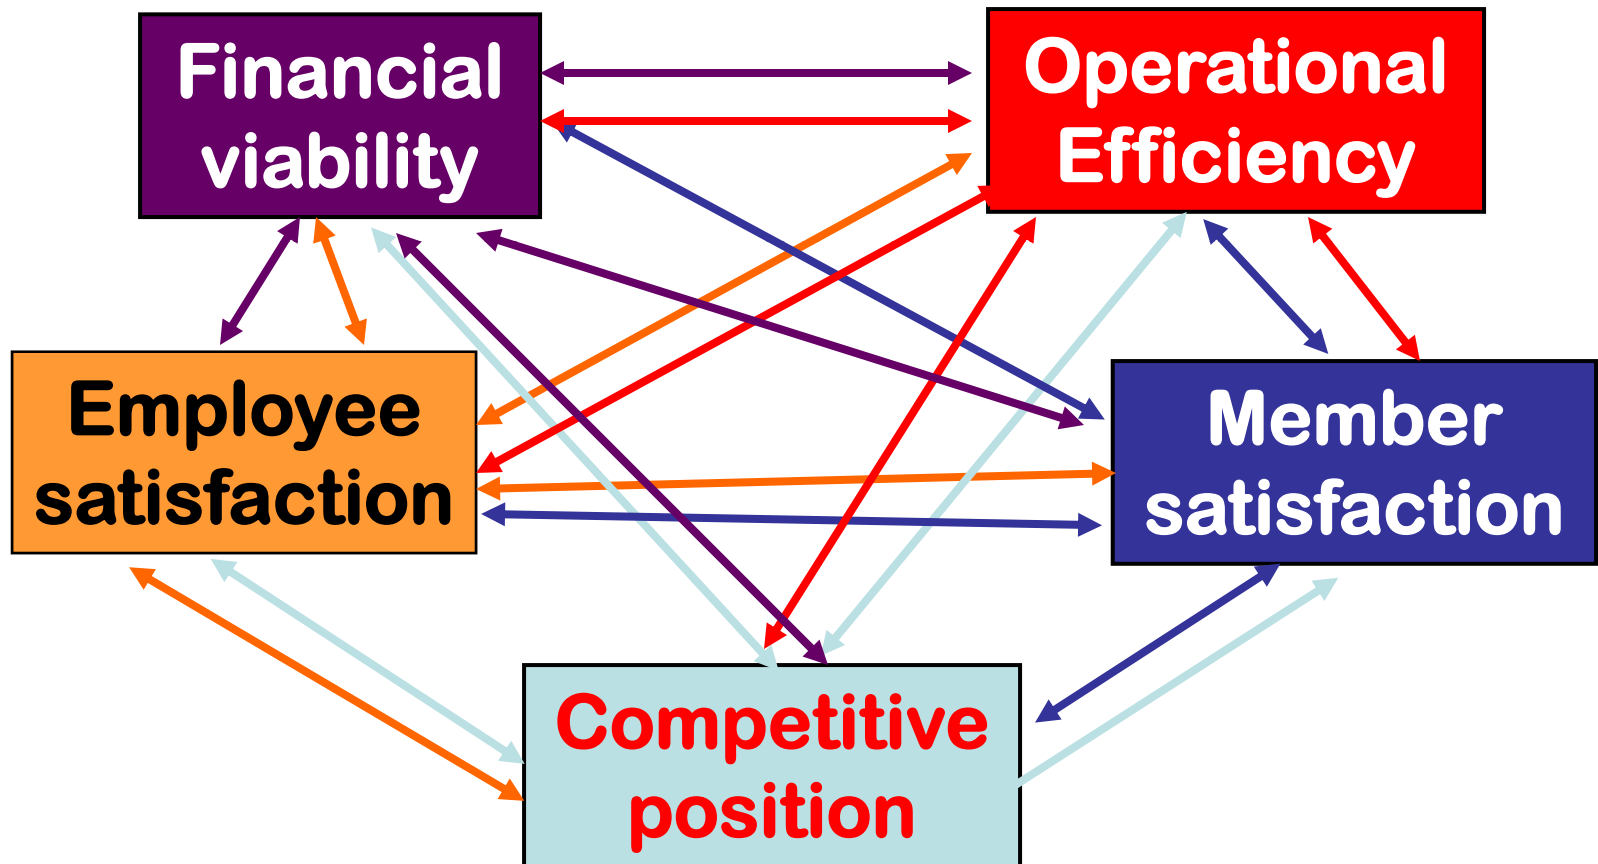 Financial
viability
Operational
Efficiency
Employee
satisfaction
Member
satisfaction
Competitive
position